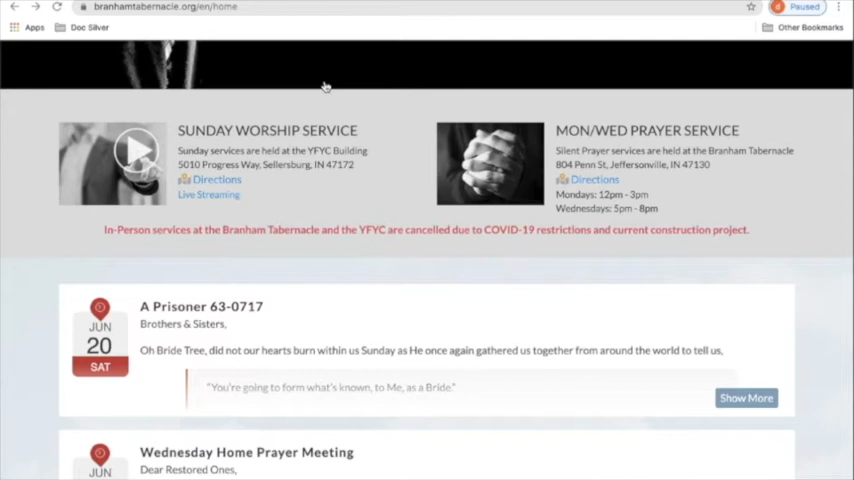 branhamtabernacle.org/en/home
d Paused
Apps Doc Silver Other Bookmarks
SUNDAY WORSHIP SERVICE
Sunday services are held at the YFYC Building
5010 Progress Way, Sellersburg, IN 47172
Directions
Live Streaming
MON/WED PRAYER SERVICE
Silent Prayer services are held at the Branham Tabernacle
804 Penn St, Jeffersonville, IN 47130
Directions
Mondays: 12pm - 3pm
Wednesdays: 5pm - 8pm
In-Person services at the Branham Tabernacle and the YFYC are cancelled due to COVID-19 restrictions and current construction project.
JUN
20
SAT
A Prisoner 63-0717
Brothers & Sisters,
Oh Bride Tree, did not our hearts burn within us Sunday as He once again gathered us together from around the world to tell us,
"You're going to form what's known, to Me, as a Bride."
Show More
JUN
Wednesday Home Prayer Meeting
Dear Restored Ones,